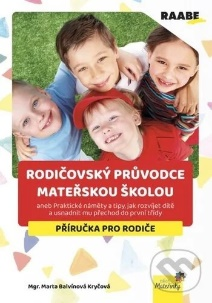 RAABE
RODIČOVSKÝ PRŮVODCE
MATEŘSKOU ŠKOLOU
aneb Praktické náměty a tipy, jak rozvíjet dítě
a usnadnit mu přechod do první třídy
PŘÍRUČKA PRO RODIČE
Mgr. Marta Balvínová Kryčová
Martinus